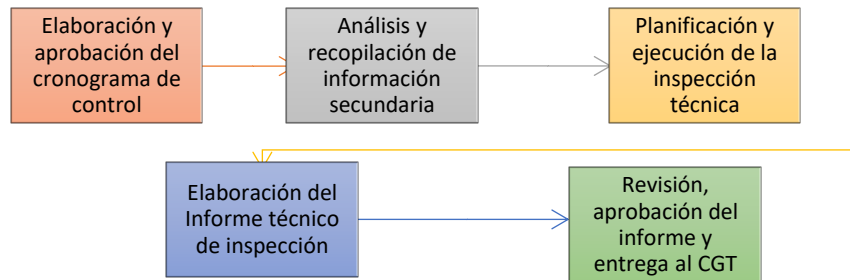 Elaboración y
aprobación del
cronograma de
control
Análisis y
recopilación de
información
secundaria
Planificación y
ejecución de la
inspección
técnica
Elaboración del
Informe técnico
de inspección
Revisión,
aprobación del
informe y
entrega al CGT